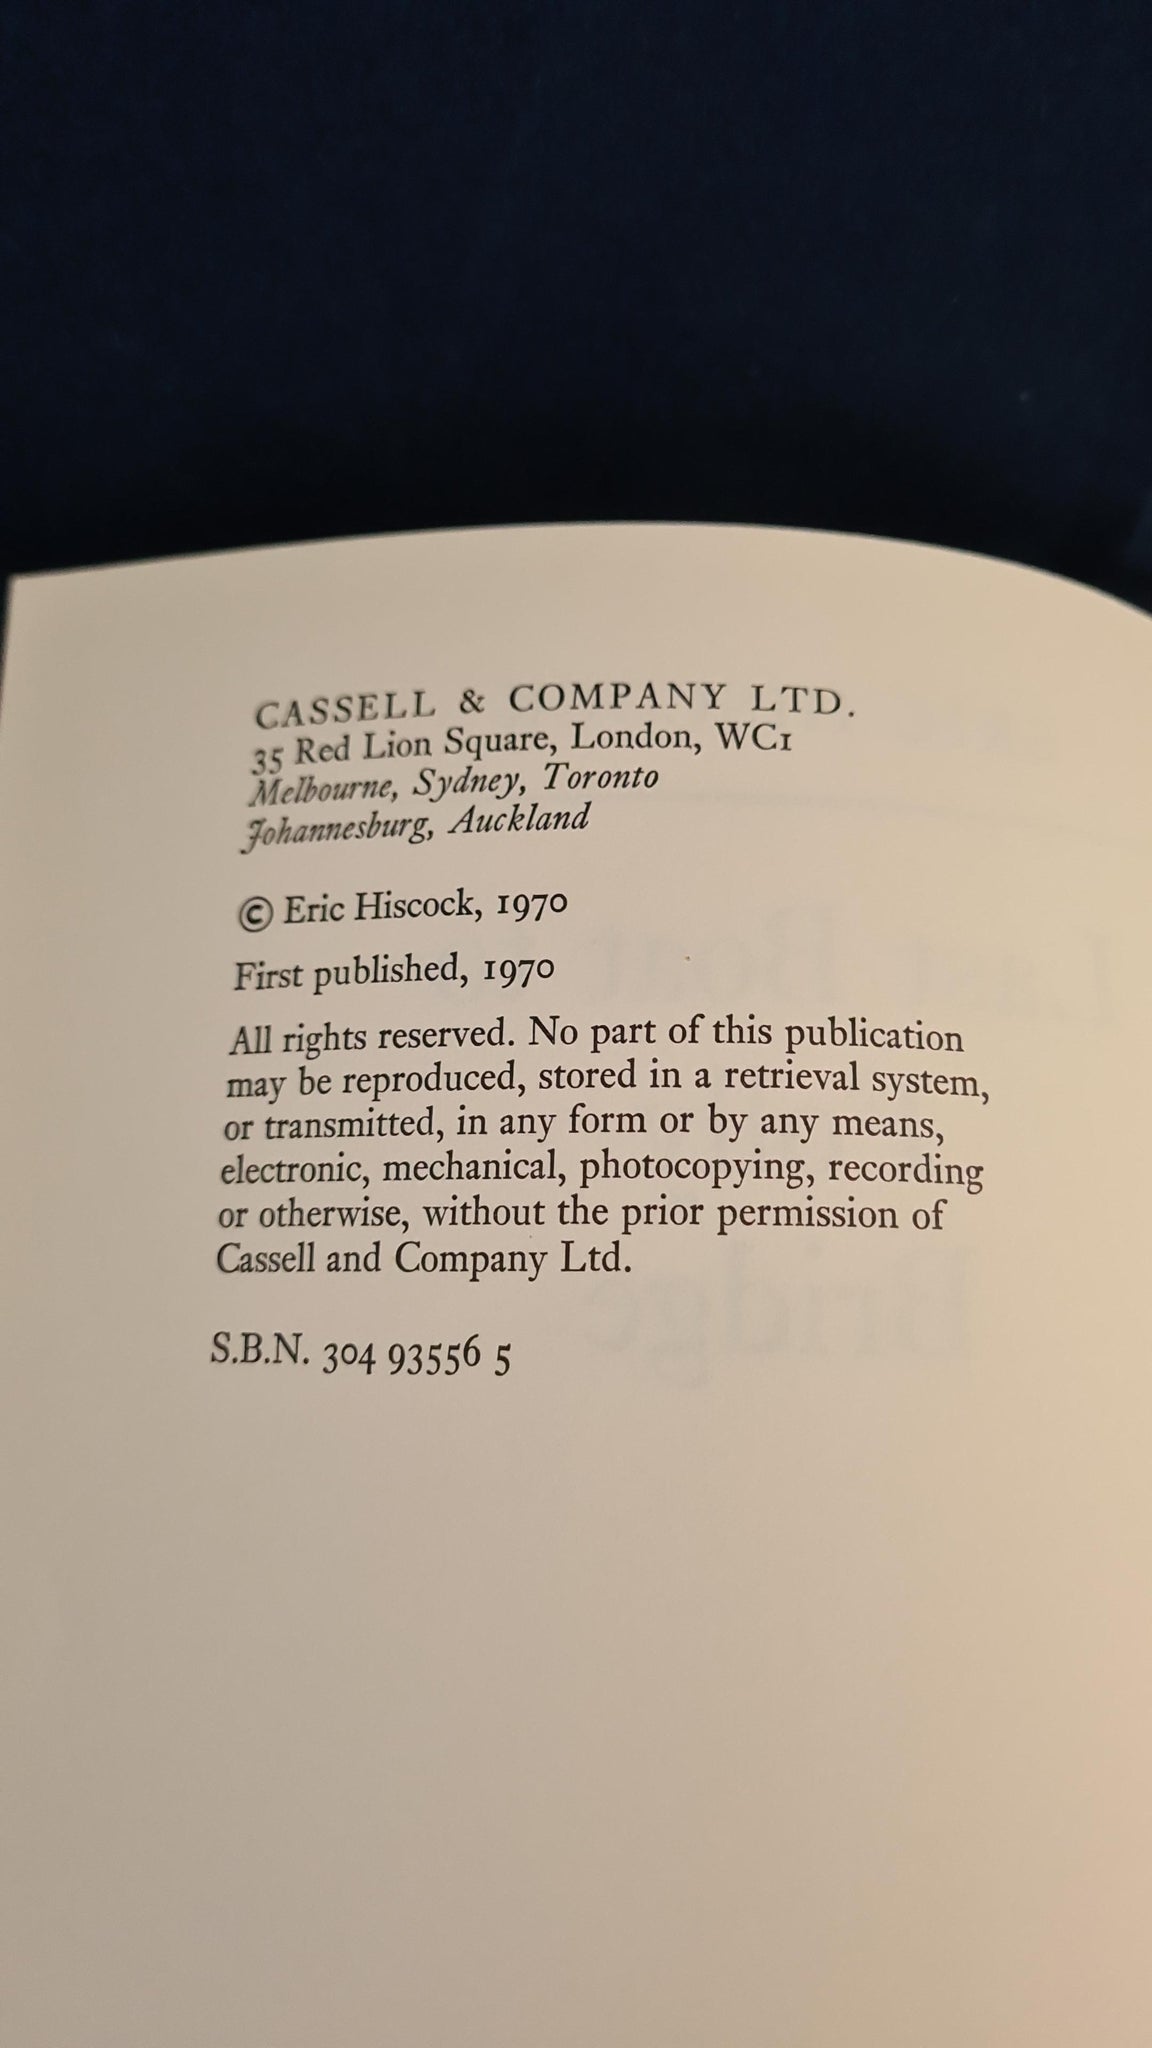 CASSELL & COMPANY LTD.
35 Red Lion Square, London, WC1
Melbourne, Sydney, Toronto
Johannesburg, Auckland
© Eric Hiscock, 1970
First published, 1970
All rights reserved. No part of this publication
may be reproduced, stored in a retrieval system,
or transmitted, in any form or by any means,
electronic, mechanical, photocopying, recording
or otherwise, without the prior permission of
Cassell and Company Ltd.
S.B.N. 304 93556 5